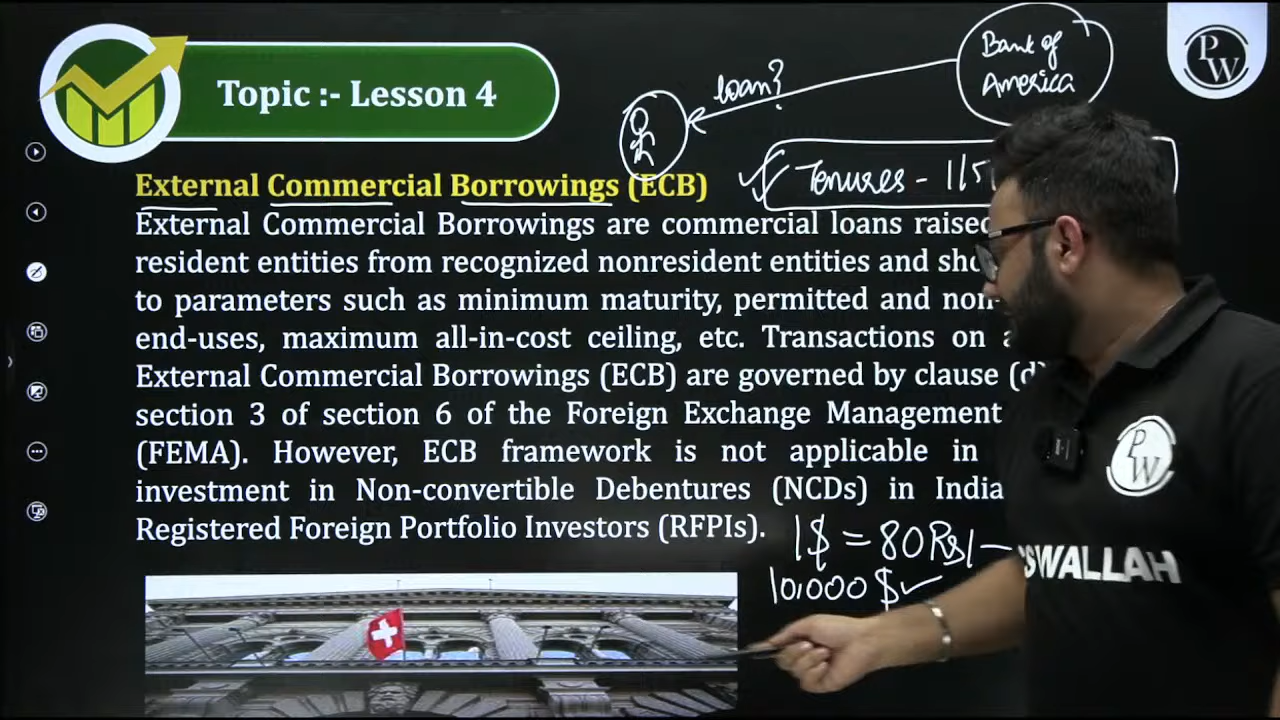 Topic :- Lesson 4
loan?
Bank of
America
PW
External Commercial Borrowings (ECB)
Tenures - 1/5
External Commercial Borrowings are commercial loans raised
resident entities from recognized nonresident entities and
to parameters such as minimum maturity, permitted and non-
end-uses, maximum all-in-cost ceiling, etc. Transactions on
External Commercial Borrowings (ECB) are governed by clause (d)
section 3 of section 6 of the Foreign Exchange Management
(FEMA). However, ECB framework is not applicable in
investment in Non-convertible Debentures (NCDs) in India
Registered Foreign Portfolio Investors (RFPIs).
1$ = 80Rs/-
10,000 $
PW
SWALLAH